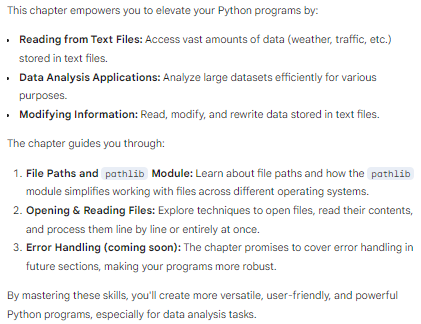 This chapter empowers you to elevate your Python programs by:
• Reading from Text Files: Access vast amounts of data (weather, traffic, etc.)
stored in text files.
• Data Analysis Applications: Analyze large datasets efficiently for various
purposes.
• Modifying Information: Read, modify, and rewrite data stored in text files.
The chapter guides you through:
1. File Paths and pathlib Module: Learn about file paths and how the pathlib
module simplifies working with files across different operating systems.
2. Opening & Reading Files: Explore techniques to open files, read their contents,
and process them line by line or entirely at once.
3. Error Handling (coming soon): The chapter promises to cover error handling in
future sections, making your programs more robust.
By mastering these skills, you'll create more versatile, user-friendly, and powerful
Python programs, especially for data analysis tasks.